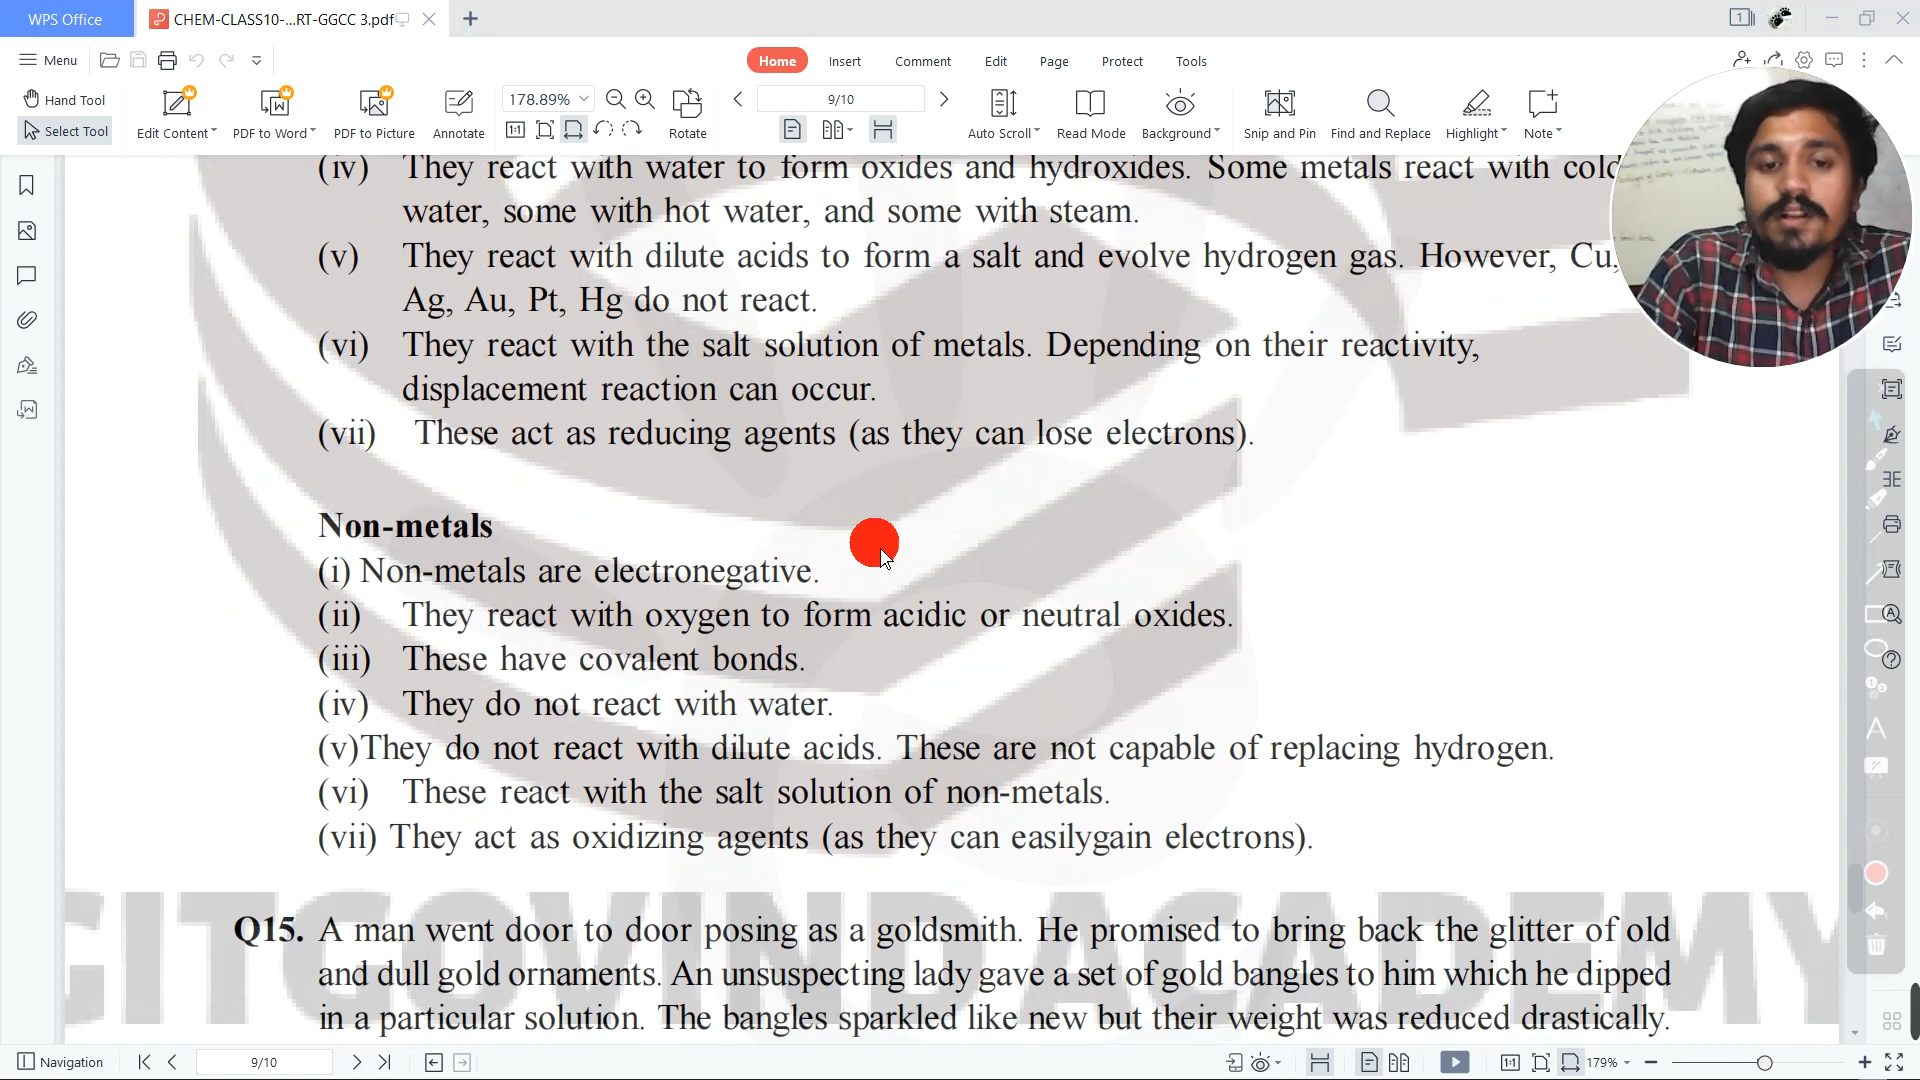 WPS Office
CHEM-CLASS10-...RT-GGCC 3.pdf
1
Menu
Home
Insert
Comment
Edit
Page
Protect
Tools
Hand Tool
Select Tool
Edit Content
PDF to Word
PDF to Picture
Annotate
178.89%
Rotate
9/10
Auto Scroll
Read Mode
Background
Snip and Pin
Find and Replace
Highlight
Note
(iv) They react with water to form oxides and hydroxides. Some metals react with cold
water, some with hot water, and some with steam.
(v) They react with dilute acids to form a salt and evolve hydrogen gas. However, Cu,
Ag, Au, Pt, Hg do not react.
(vi) They react with the salt solution of metals. Depending on their reactivity,
displacement reaction can occur.
(vii) These act as reducing agents (as they can lose electrons).
Non-metals
(i) Non-metals are electronegative.
(ii) They react with oxygen to form acidic or neutral oxides.
(iii) These have covalent bonds.
(iv) They do not react with water.
(v)They do not react with dilute acids. These are not capable of replacing hydrogen.
(vi) These react with the salt solution of non-metals.
(vii) They act as oxidizing agents (as they can easilygain electrons).
GITGOVIND ACADEMY
Q15. A man went door to door posing as a goldsmith. He promised to bring back the glitter of old
and dull gold ornaments. An unsuspecting lady gave a set of gold bangles to him which he dipped
in a particular solution. The bangles sparkled like new but their weight was reduced drastically.
Navigation
9/10
179%